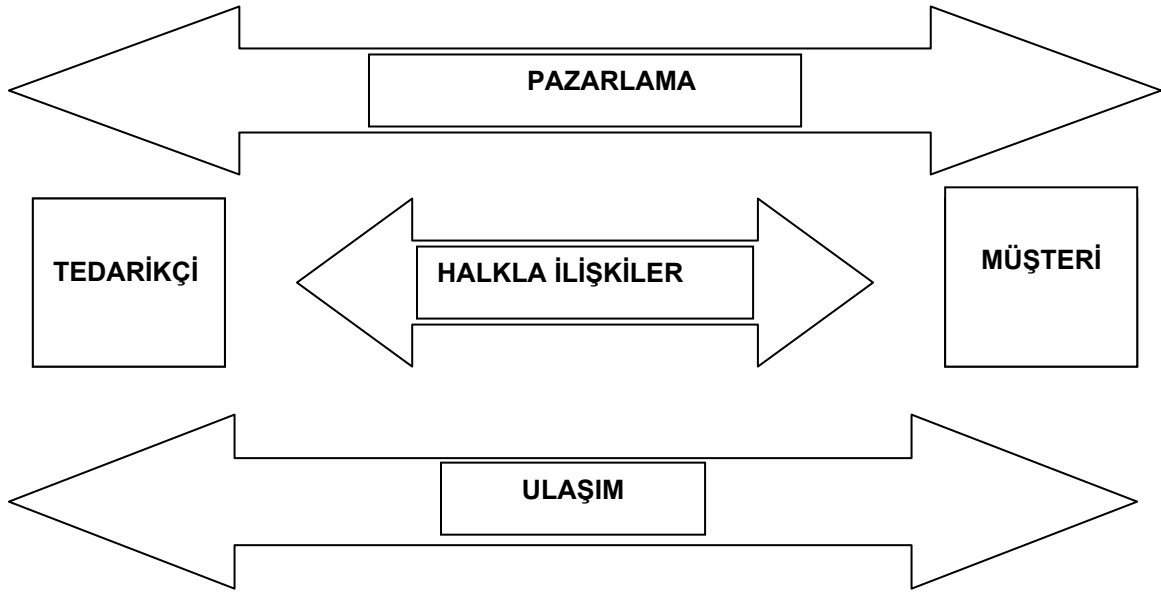 PAZARLAMA
TEDARİKÇİ
HALKLA İLİŞKİLER
MÜŞTERİ
ULAŞIM